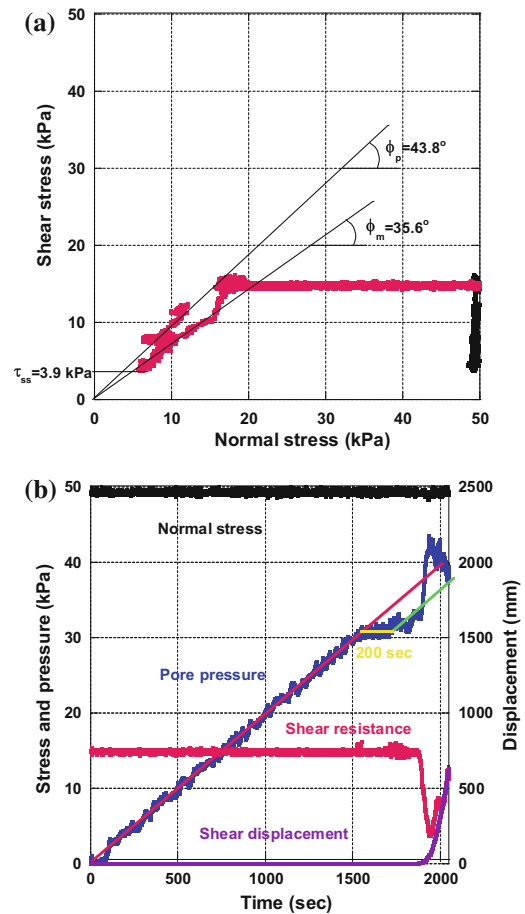 (a)
50
40
30
20
10
0
Shear stress (kPa)
ϕp=43.8°
ϕm=35.6°
τss=3.9 kPa
0 10 20 30 40 50
Normal stress (kPa)
(b)
50
40
30
20
10
0
Stress and pressure (kPa)
2500
2000
1500
1000
500
0
Displacement (mm)
Normal stress
200 sec
Pore pressure
Shear resistance
Shear displacement
0 500 1000 1500 2000
Time (sec)